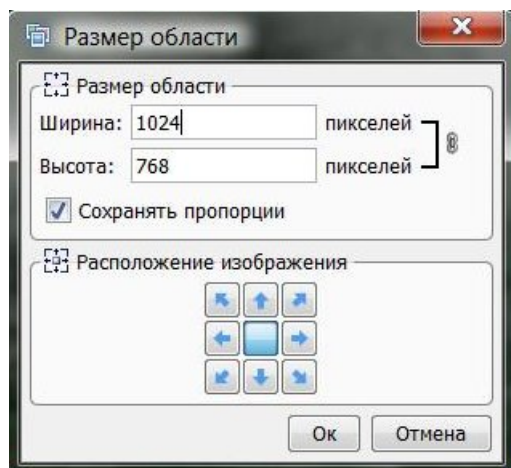 Размер области
Размер области
Ширина: 1024 пикселей
Высота: 768 пикселей
Сохранять пропорции
Расположение изображения
Ок Отмена